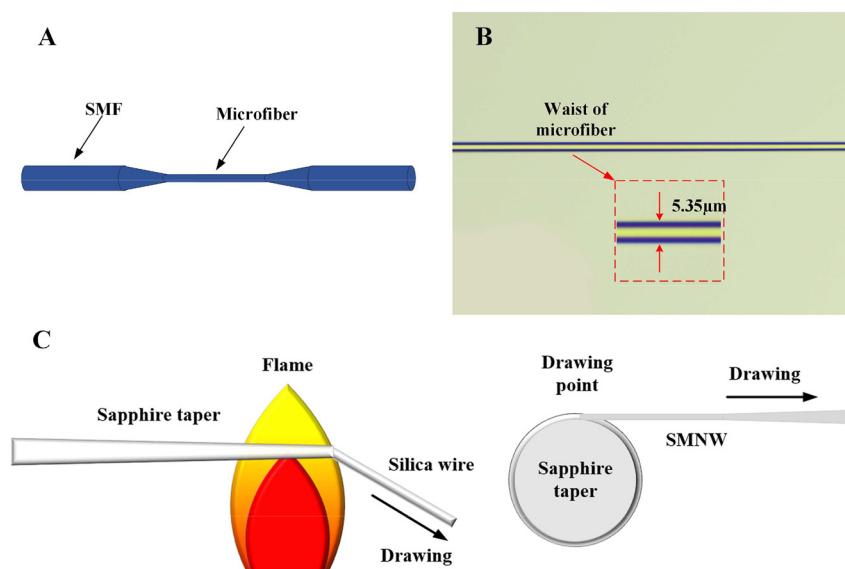 A
SMF
Microfiber
B
Waist of
microfiber
5.35μm
C
Flame
Sapphire taper
Silica wire
Drawing
Drawing
point
Drawing
SMNW
Sapphire
taper